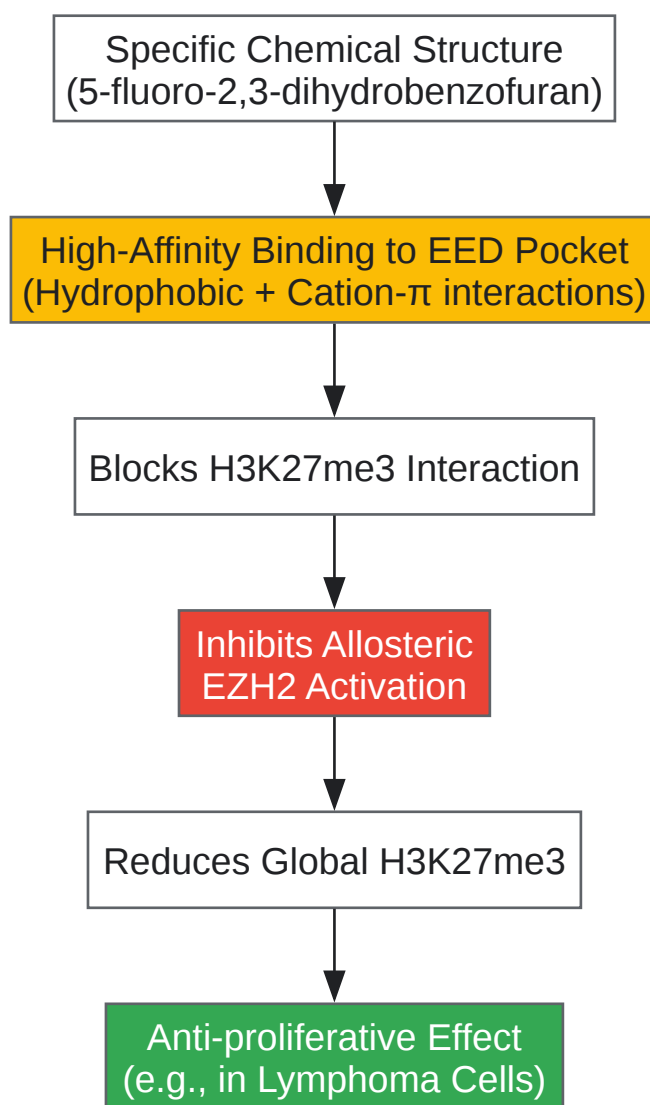 Specific Chemical Structure
(5-fluoro-2,3-dihydrobenzofuran)
High-Affinity Binding to EED Pocket
(Hydrophobic + Cation-π interactions)
Blocks H3K27me3 Interaction
Inhibits Allosteric
EZH2 Activation
Reduces Global H3K27me3
Anti-proliferative Effect
(e.g., in Lymphoma Cells)